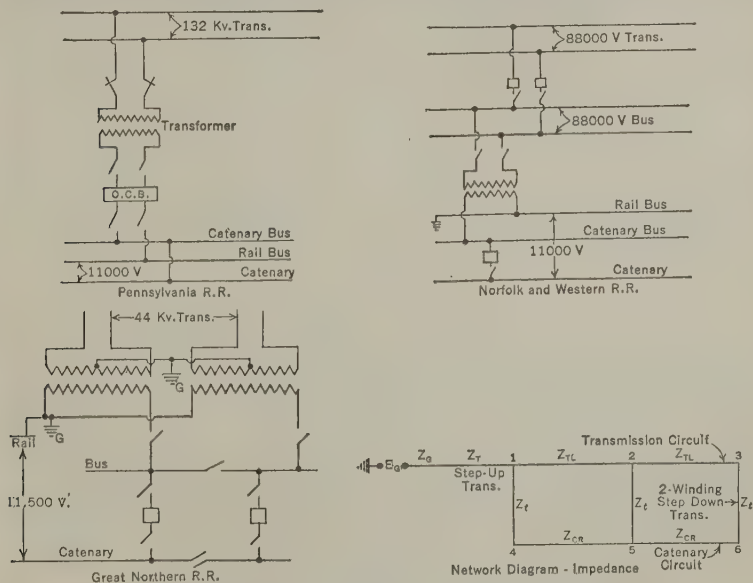 132 Kv. Trans.
Transformer
O.C.B.
Catenary Bus
Rail Bus
11000 V
Catenary
Pennsylvania R.R.
88000 V Trans.
88000 V Bus
Rail Bus
Catenary Bus
11000 V
Catenary
Norfolk and Western R.R.
44 Kv. Trans.
G
G
Rail
Bus
11,500 V.
Catenary
Great Northern R.R.
Transmission Circuit
E_G Z_G Z_T 1 Z_TL 2 Z_TL 3
Step-Up
Trans.
2-Winding
Step Down
Trans.
Z_t Z_t Z_t
Z_CR Z_CR
4 5 6
Catenary
Circuit
Network Diagram - Impedance